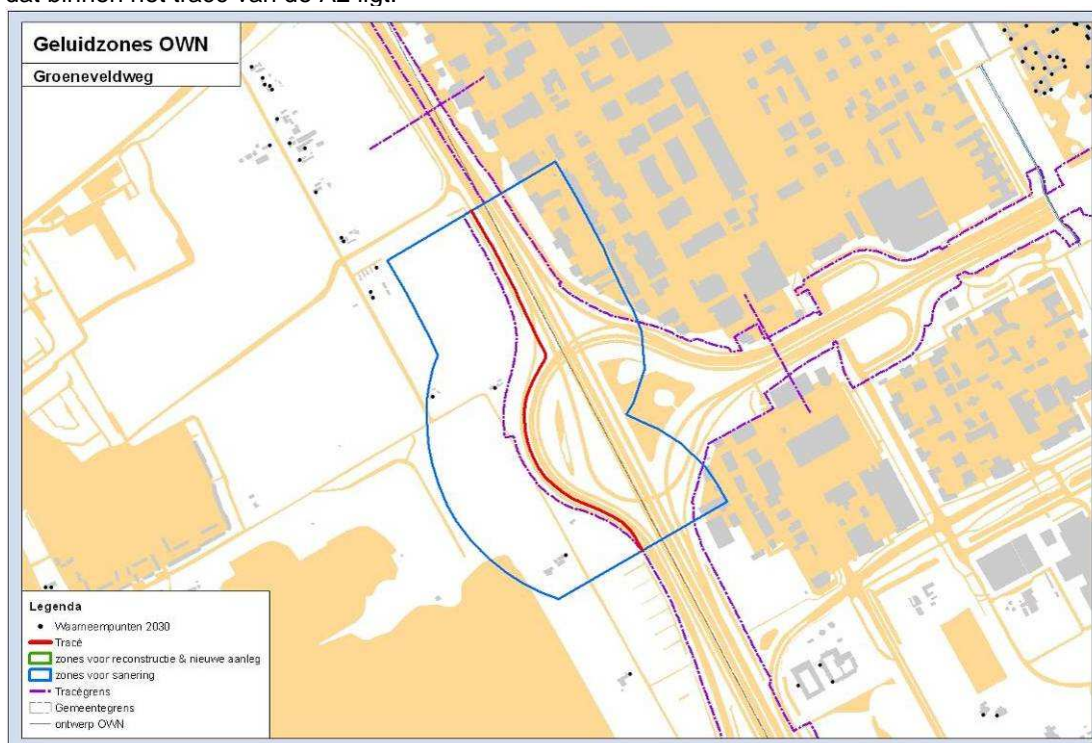 dat binnen het tracé van de A2 ligt.
Geluidzones OWN
Groeneveldweg
Legenda
Waarneempunten 2030
Tracé
zones voor reconstructie & nieuwe aanleg
zones voor sanering
Tracégrens
Gemeentegrens
ontwerp OWN